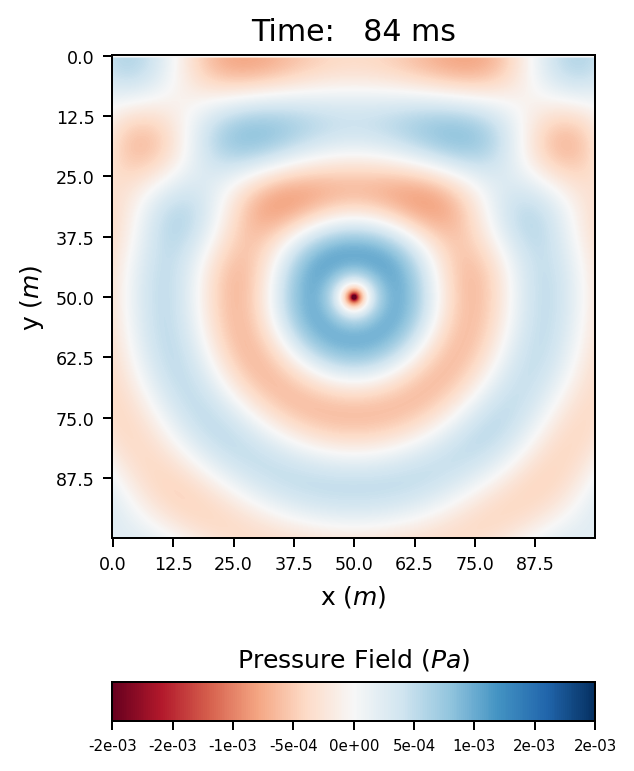 Time: 84 ms
0.0
12.5
25.0
37.5
50.0
62.5
75.0
87.5
y (m)
0.0 12.5 25.0 37.5 50.0 62.5 75.0 87.5
x (m)
Pressure Field (Pa)
-2e-03 -2e-03 -1e-03 -5e-04 0e+00 5e-04 1e-03 2e-03 2e-03